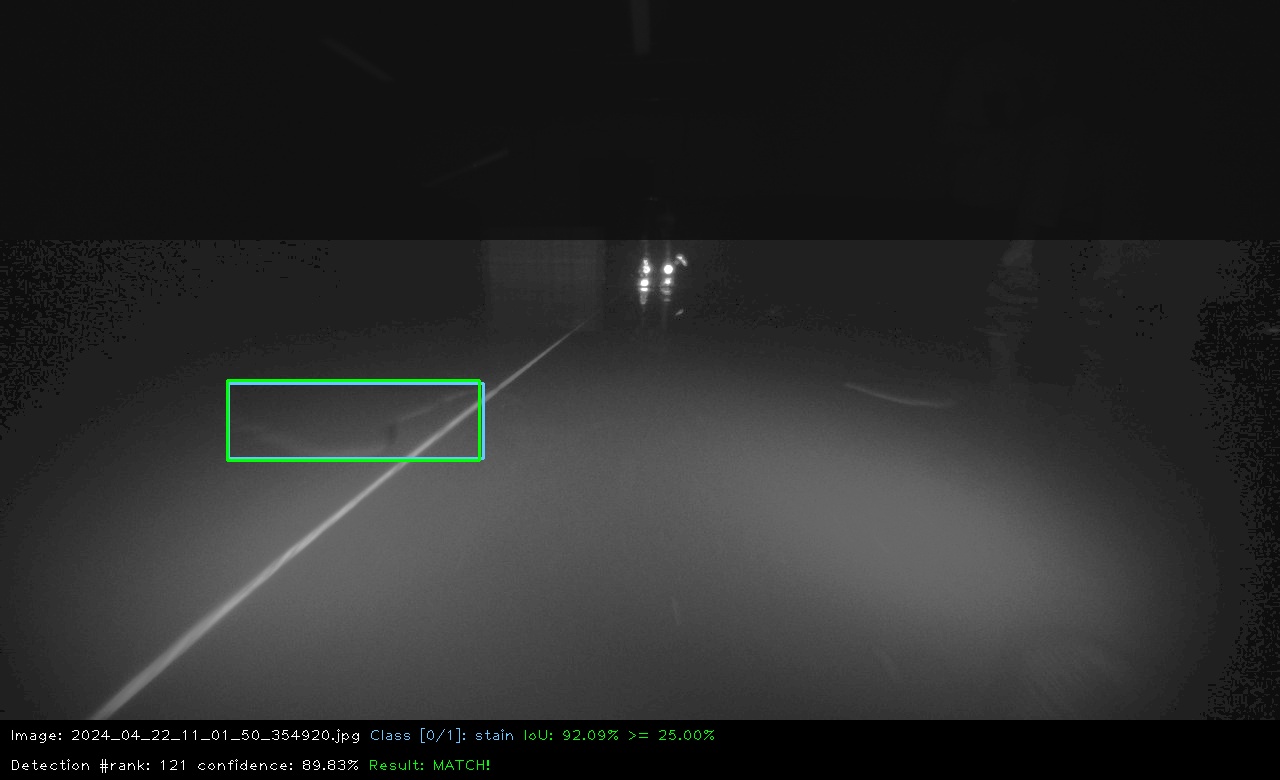 Image: 2024_04_22_11_01_50_354920.jpg Class [0/1]: stain IoU: 92.09% >= 25.00%
Detection #rank: 121 confidence: 89.83% Result: MATCH!